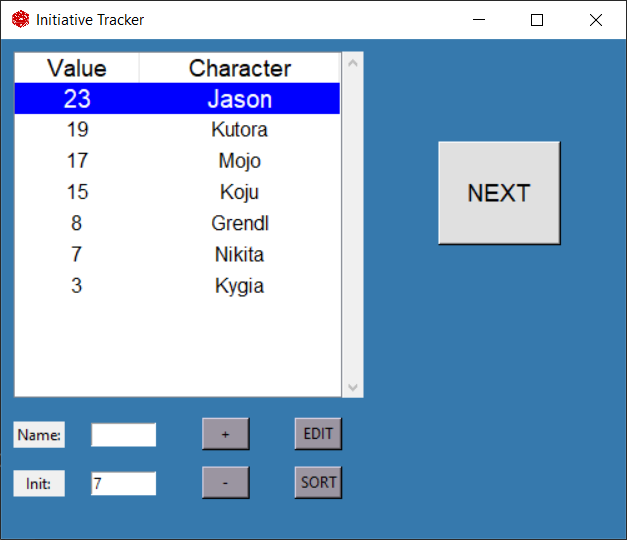 Initiative Tracker
Value Character
23 Jason
19 Kutora
17 Mojo
15 Koju
8 Grendl
7 Nikita
3 Kygia
NEXT
Name: + EDIT
Init: 7 - SORT